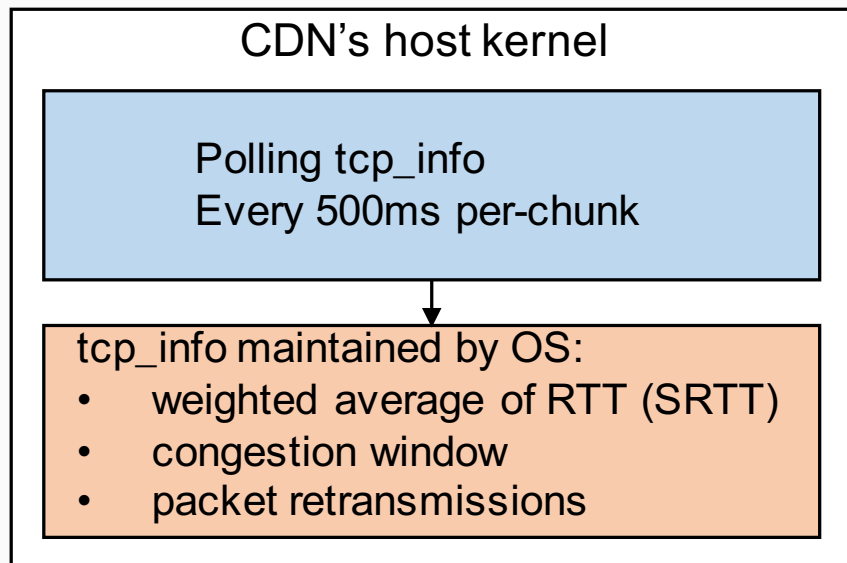 CDN’s host kernel
Polling tcp_info
Every 500ms per-chunk
tcp_info maintained by OS:
• weighted average of RTT (SRTT)
• congestion window
• packet retransmissions